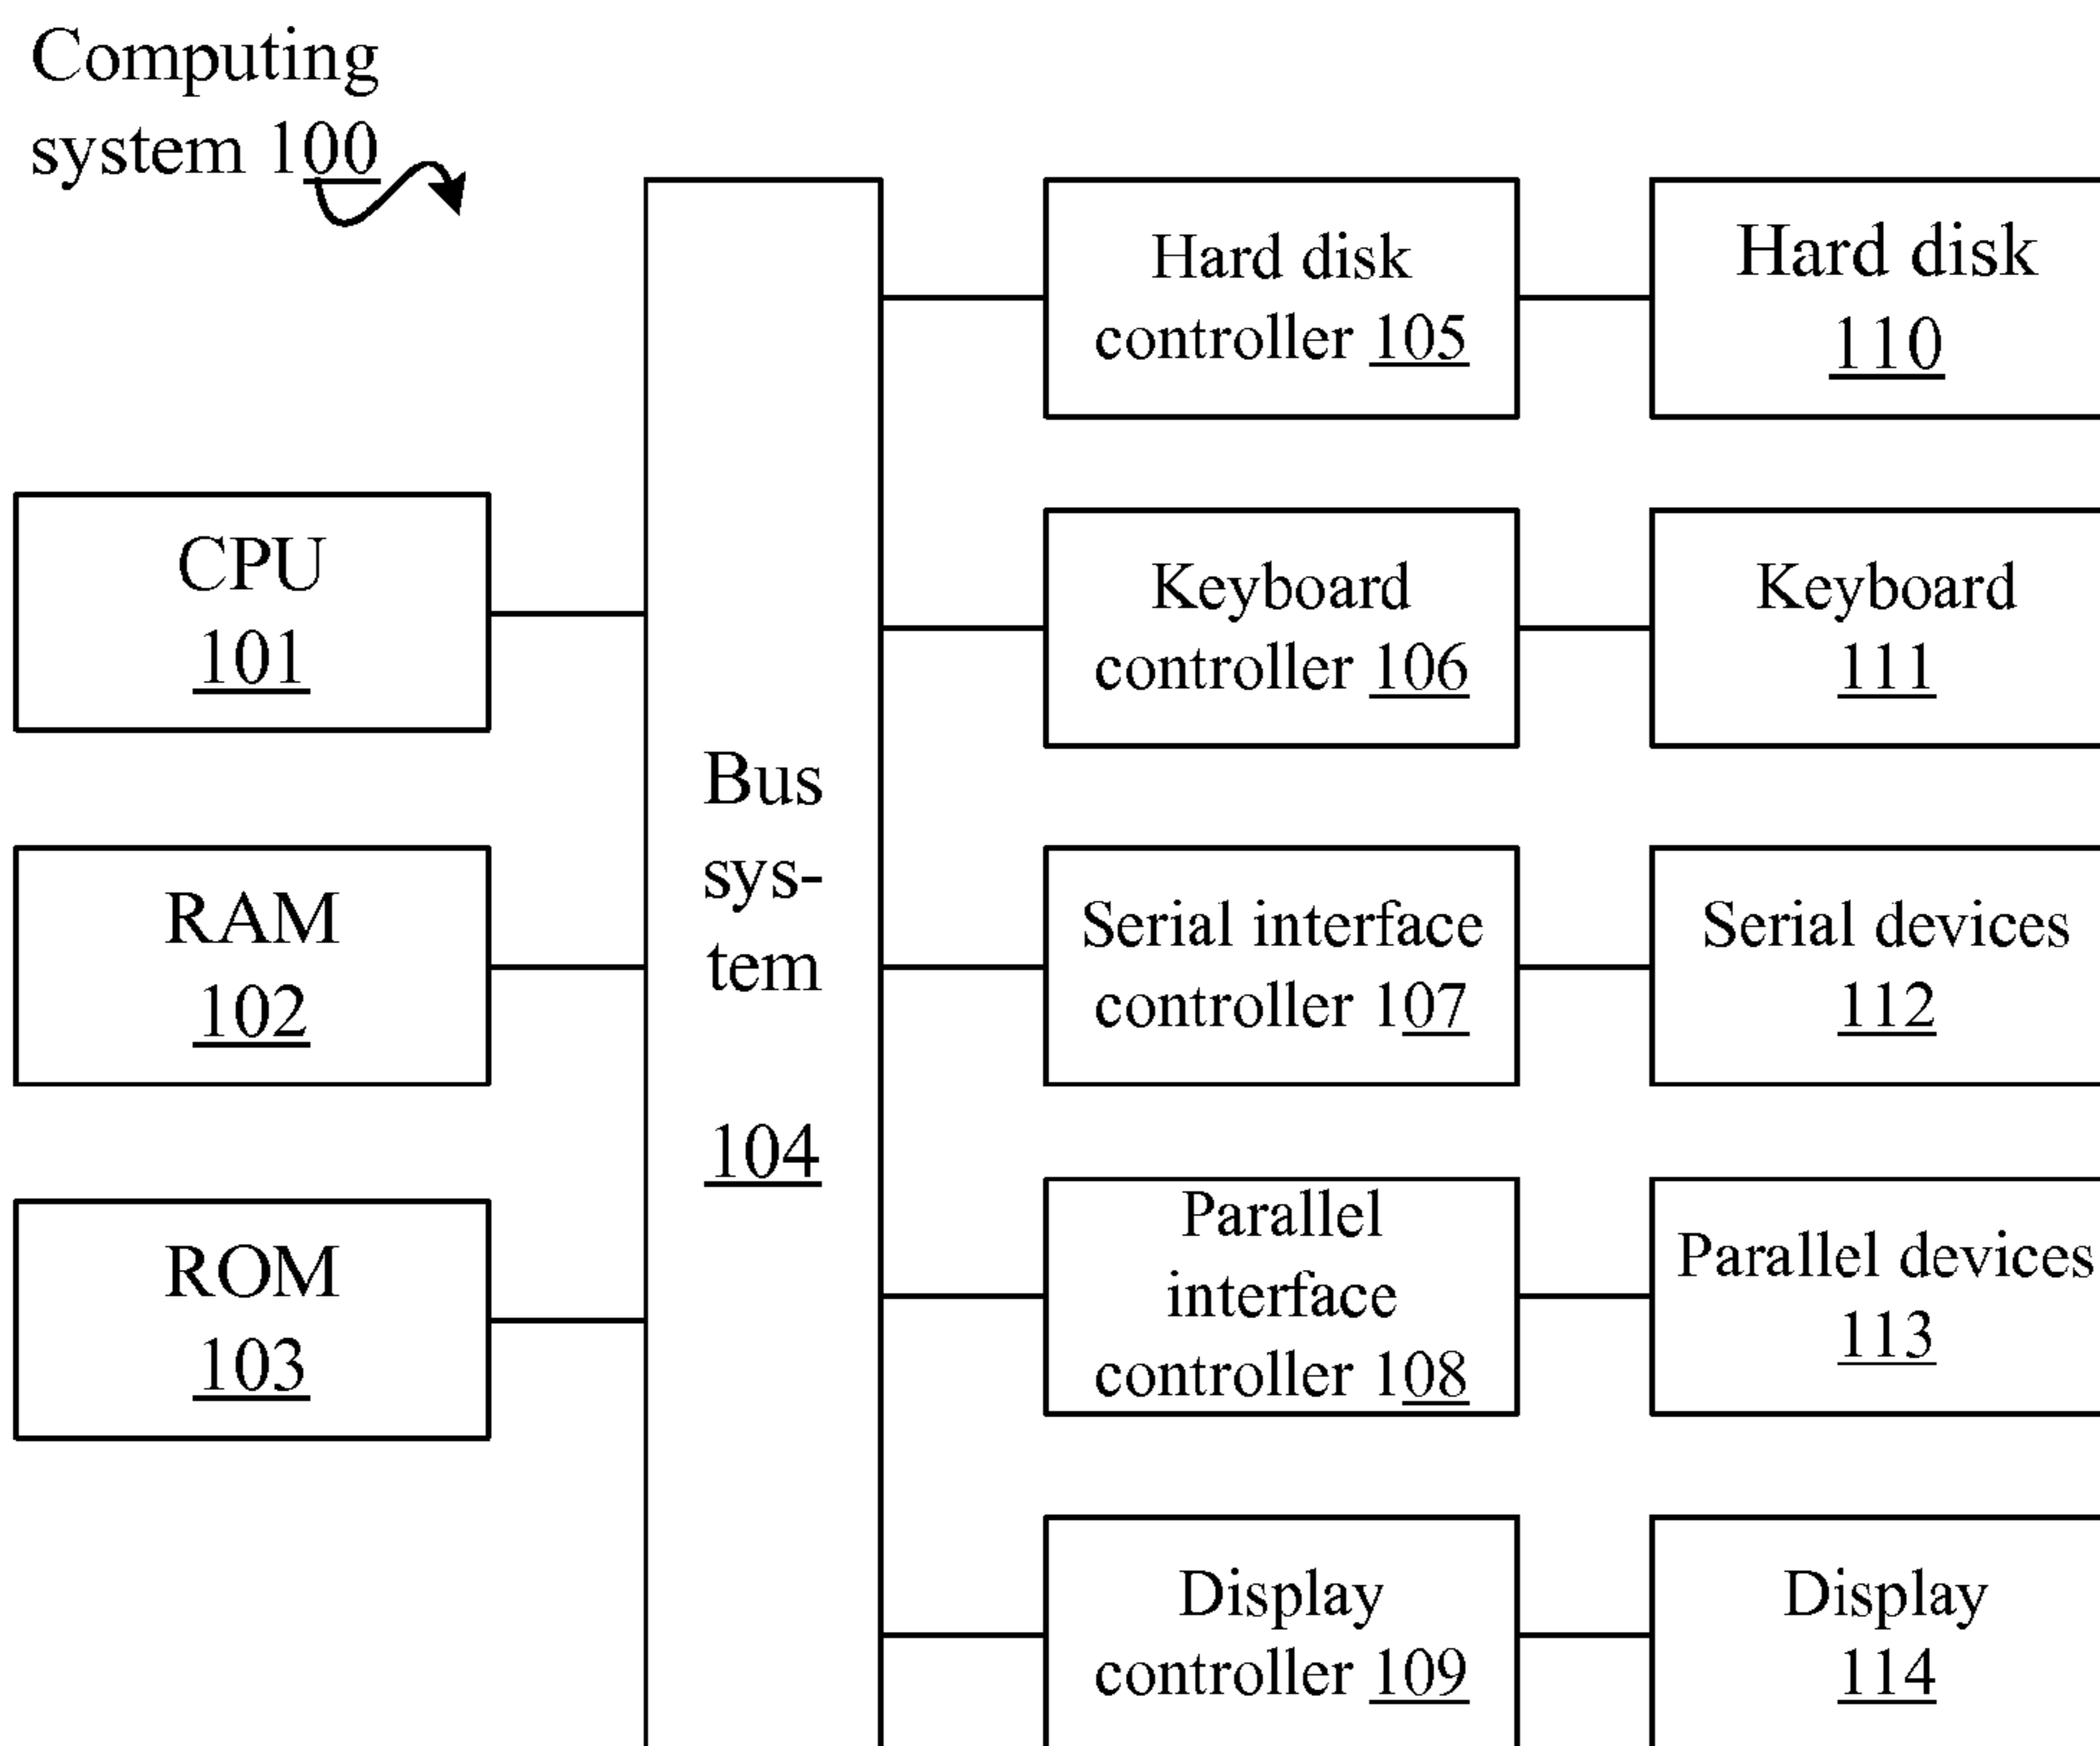 Computing
system 100
CPU
101
RAM
102
ROM
103
Bus
sys-
tem
104
Hard disk
controller 105
Keyboard
controller 106
Serial interface
controller 107
Parallel
interface
controller 108
Display
controller 109
Hard disk
110
Keyboard
111
Serial devices
112
Parallel devices
113
Display
114